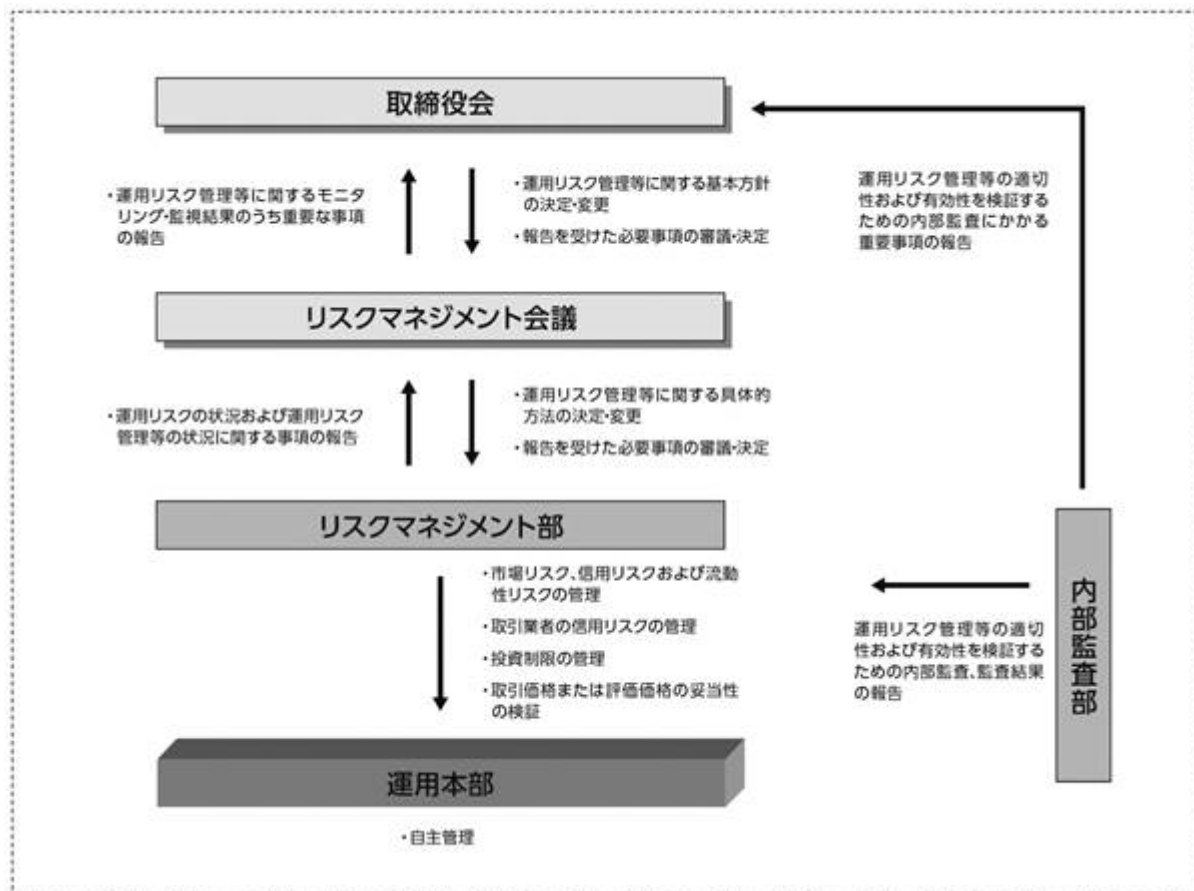 取締役会
・運用リスク管理等に関するモニタ
リング・監視結果のうち重要な事項
の報告
・運用リスク管理等に関する基本方針
の決定・変更
・報告を受けた必要事項の審議・決定
運用リスク管理等の適切
性および有効性を検証する
ための内部監査にかかる
重要事項の報告
リスクマネジメント会議
・運用リスクの状況および運用リスク
管理等の状況に関する事項の報告
・運用リスク管理等に関する具体的
方法の決定・変更
・報告を受けた必要事項の審議・決定
リスクマネジメント部
・市場リスク、信用リスクおよび流動
性リスクの管理
・取引業者の信用リスクの管理
・投資制限の管理
・取引価格または評価価格の妥当性
の検証
運用リスク管理等の適切
性および有効性を検証する
ための内部監査、監査結果
の報告
内部監査部
運用本部
・自主管理